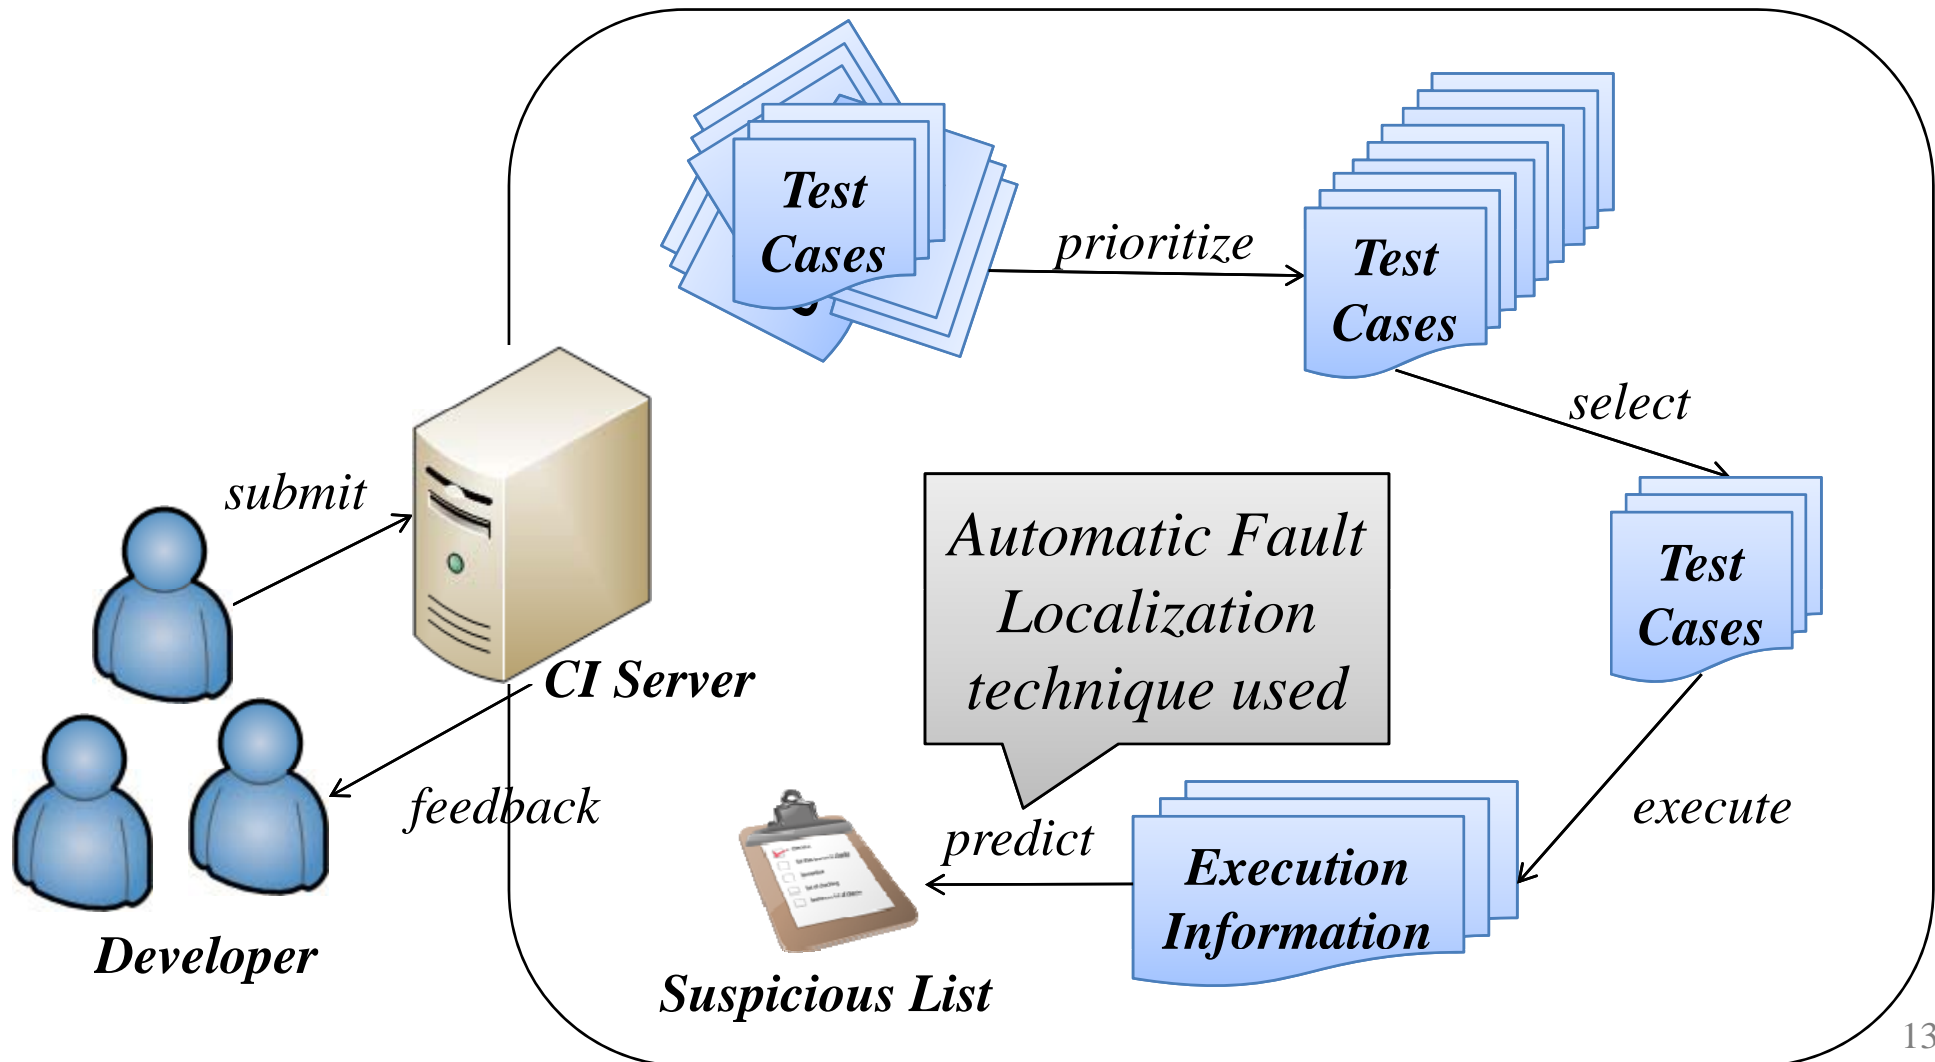 Test
Cases
prioritize
Test
Cases
select
submit
Automatic Fault
Localization
technique used
Test
Cases
CI Server
feedback
predict
execute
Execution
Information
Developer
Suspicious List
13